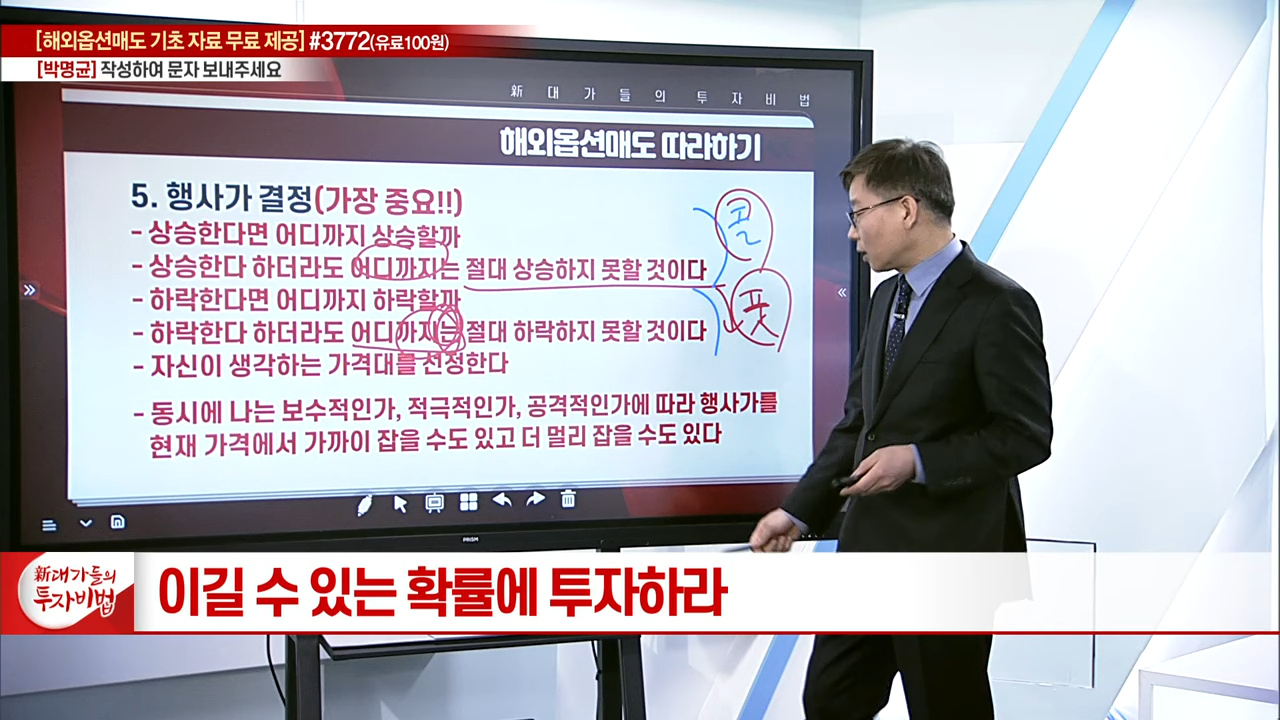 [해외옵션매도 기초 자료 무료 제공] #3772(유료100원)
[박명균] 작성하여 문자 보내주세요
新 대가들의 투자비법
해외옵션매도 따라하기
5. 행사가 결정(가장 중요!!)
- 상승한다면 어디까지 상승할까
- 상승한다 하더라도 어디까지는 절대 상승하지 못할 것이다
- 하락한다면 어디까지 하락할까
- 하락한다 하더라도 어디까지는 절대 하락하지 못할 것이다
- 자신이 생각하는 가격대를 선정한다
- 동시에 나는 보수적인가, 적극적인가, 공격적인가에 따라 행사가를
현재 가격에서 가까이 잡을 수도 있고 더 멀리 잡을 수도 있다
콜
풋
PRISM
新대가들의
투자비법
이길 수 있는 확률에 투자하라